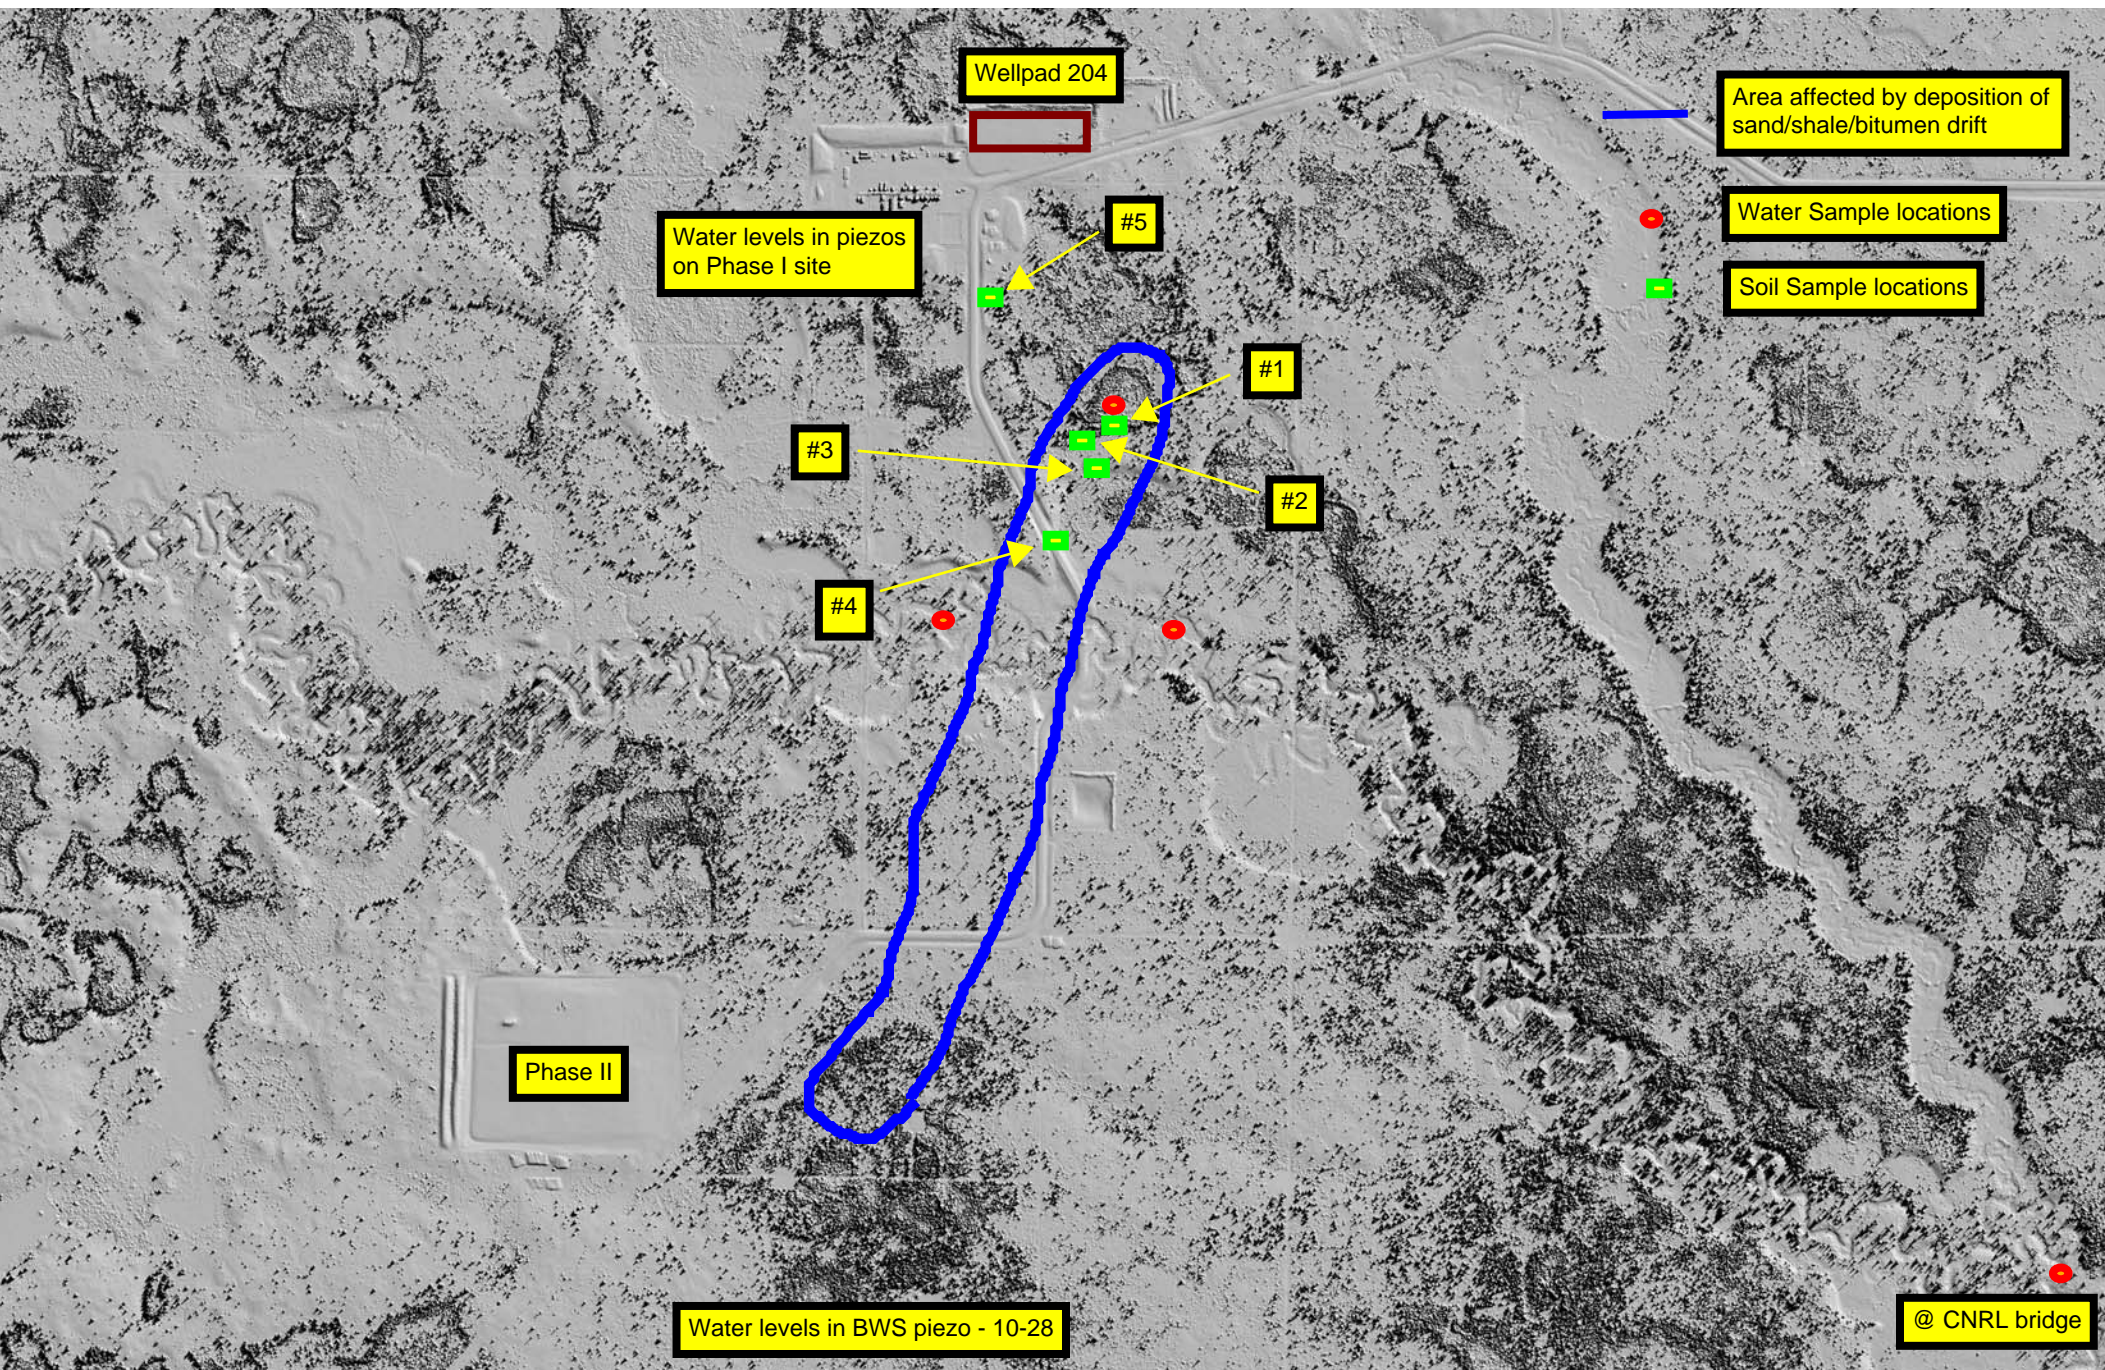 Wellpad 204
Area affected by deposition of
sand/shale/bitumen drift
Water Sample locations
Soil Sample locations
Water levels in piezos
on Phase I site
#5
#1
#3
#2
#4
Phase II
Water levels in BWS piezo - 10-28
@ CNRL bridge